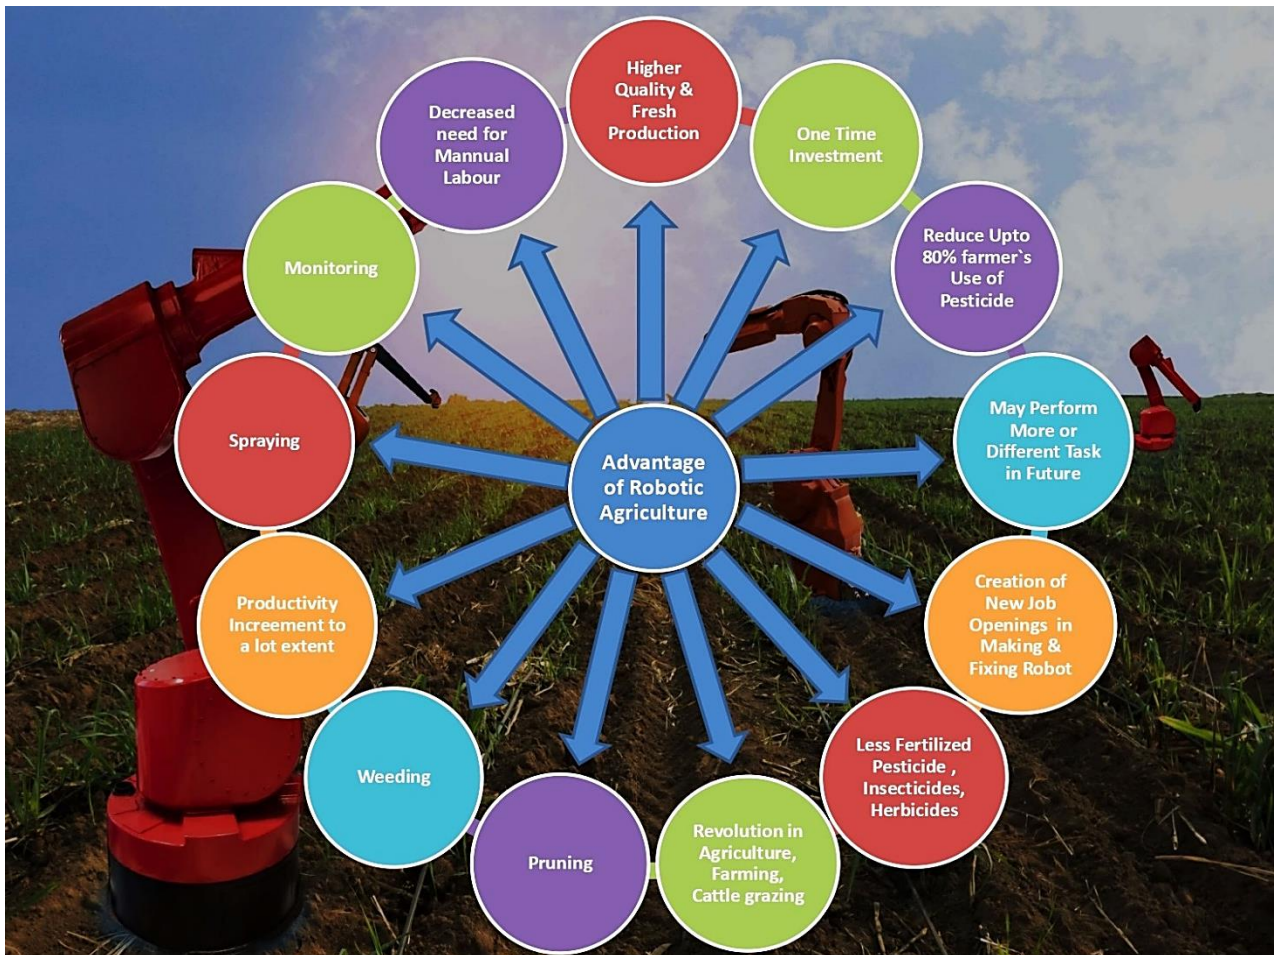 Higher
Quality &
Fresh
Production
One Time
Investment
Reduce Upto
80% farmer`s
Use of
Pesticide
May Perform
More or
Different Task
in Future
Creation of
New Job
Openings in
Making &
Fixing Robot
Less Fertilized
Pesticide ,
Insecticides,
Herbicides
Revolution in
Agriculture,
Farming,
Cattle grazing
Pruning
Weeding
Productivity
Increement to
a lot extent
Spraying
Monitoring
Decreased
need for
Mannual
Labour
Advantage
of Robotic
Agriculture